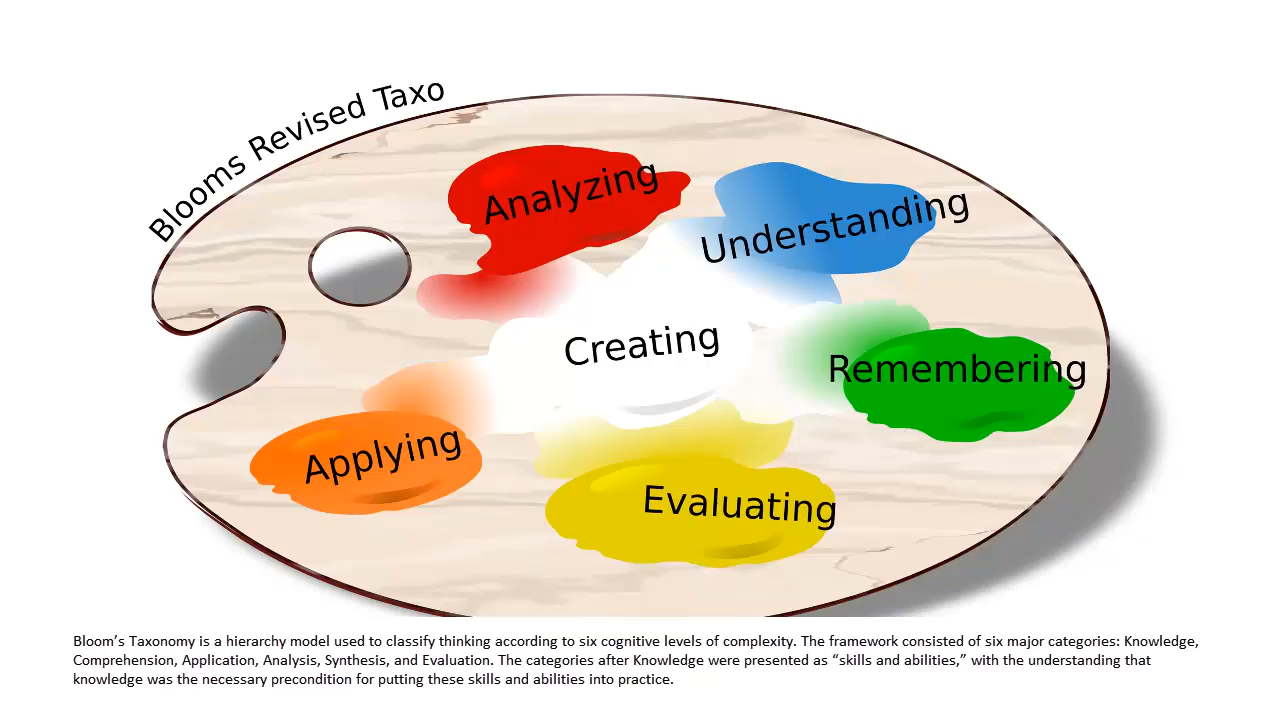 Blooms Revised Taxo
Analyzing
Understanding
Creating
Remembering
Applying
Evaluating
Bloom’s Taxonomy is a hierarchy model used to classify thinking according to six cognitive levels of complexity. The framework consisted of six major categories: Knowledge,
Comprehension, Application, Analysis, Synthesis, and Evaluation. The categories after Knowledge were presented as “skills and abilities,” with the understanding that
knowledge was the necessary precondition for putting these skills and abilities into practice.